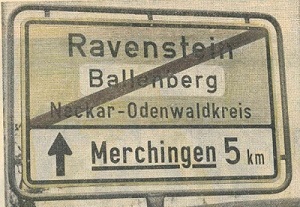 Ravenstein
Ballenberg
Neckar-Odenwaldkreis
Merchingen 5 km